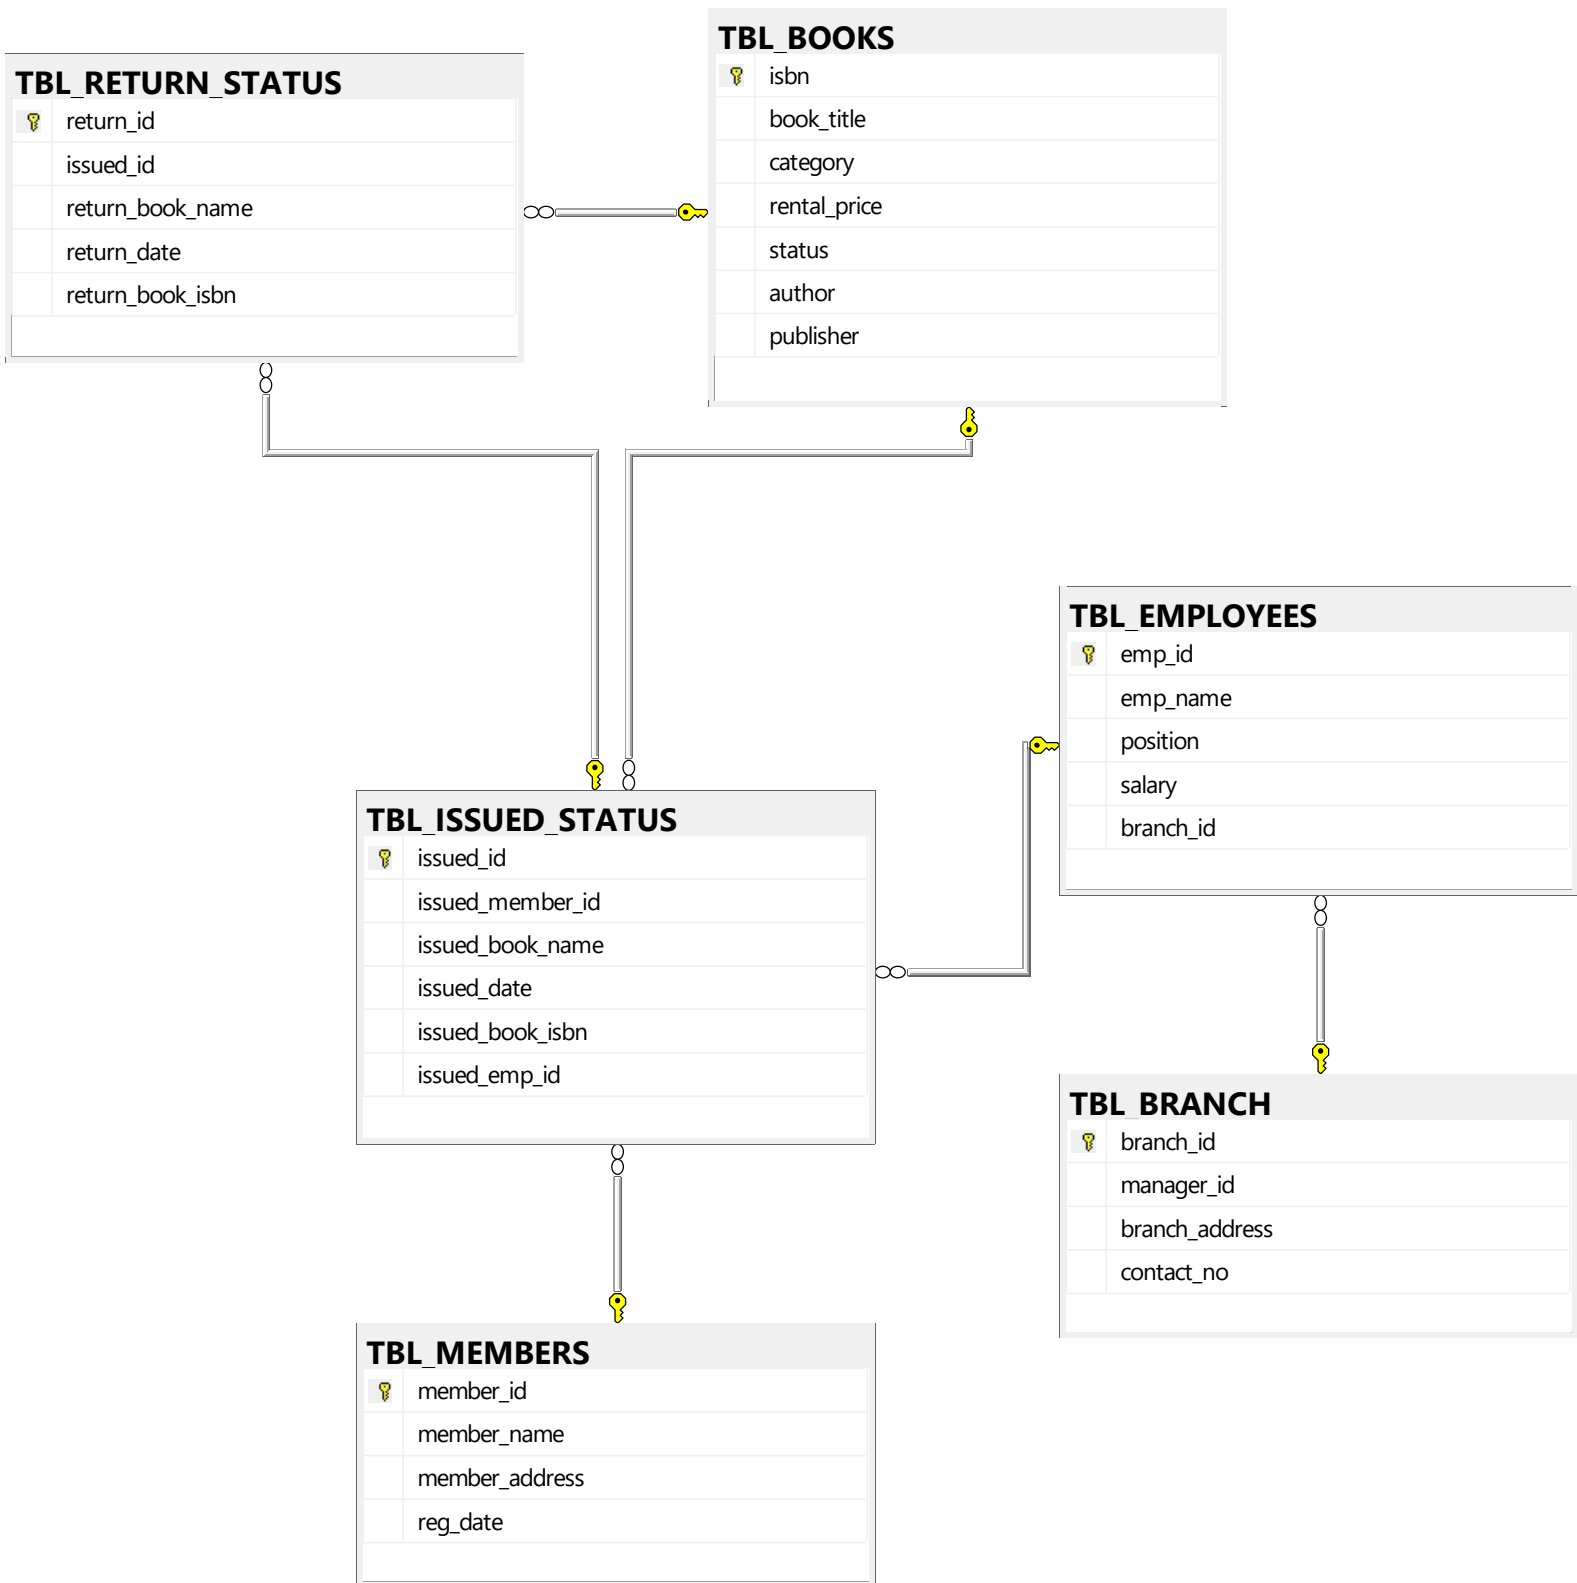 TBL_RETURN_STATUS
return_id
issued_id
return_book_name
return_date
return_book_isbn
TBL_BOOKS
isbn
book_title
category
rental_price
status
author
publisher
TBL_EMPLOYEES
emp_id
emp_name
position
salary
branch_id
TBL_ISSUED_STATUS
issued_id
issued_member_id
issued_book_name
issued_date
issued_book_isbn
issued_emp_id
TBL_BRANCH
branch_id
manager_id
branch_address
contact_no
TBL_MEMBERS
member_id
member_name
member_address
reg_date